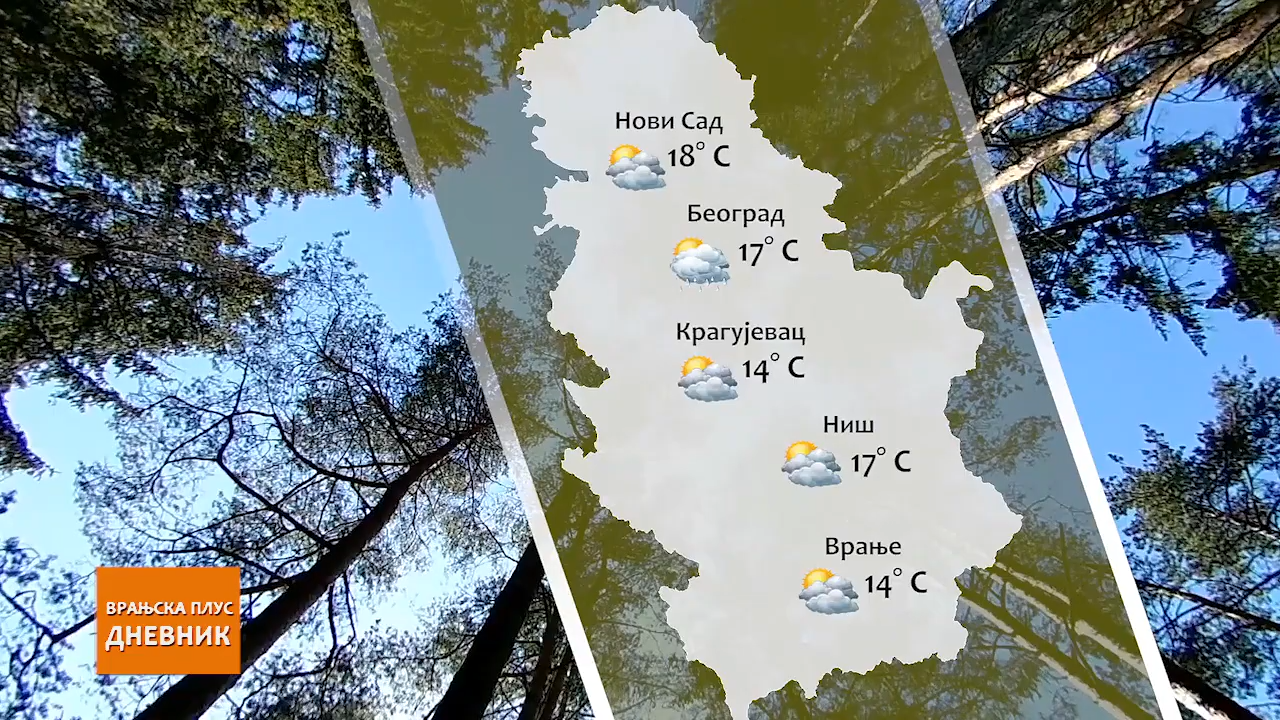 Нови Сад
18° C
Београд
17° C
Крагујевац
14° C
Ниш
17° C
Врање
14° C
ВРАЊСКА ПЛУС
ДНЕВНИК